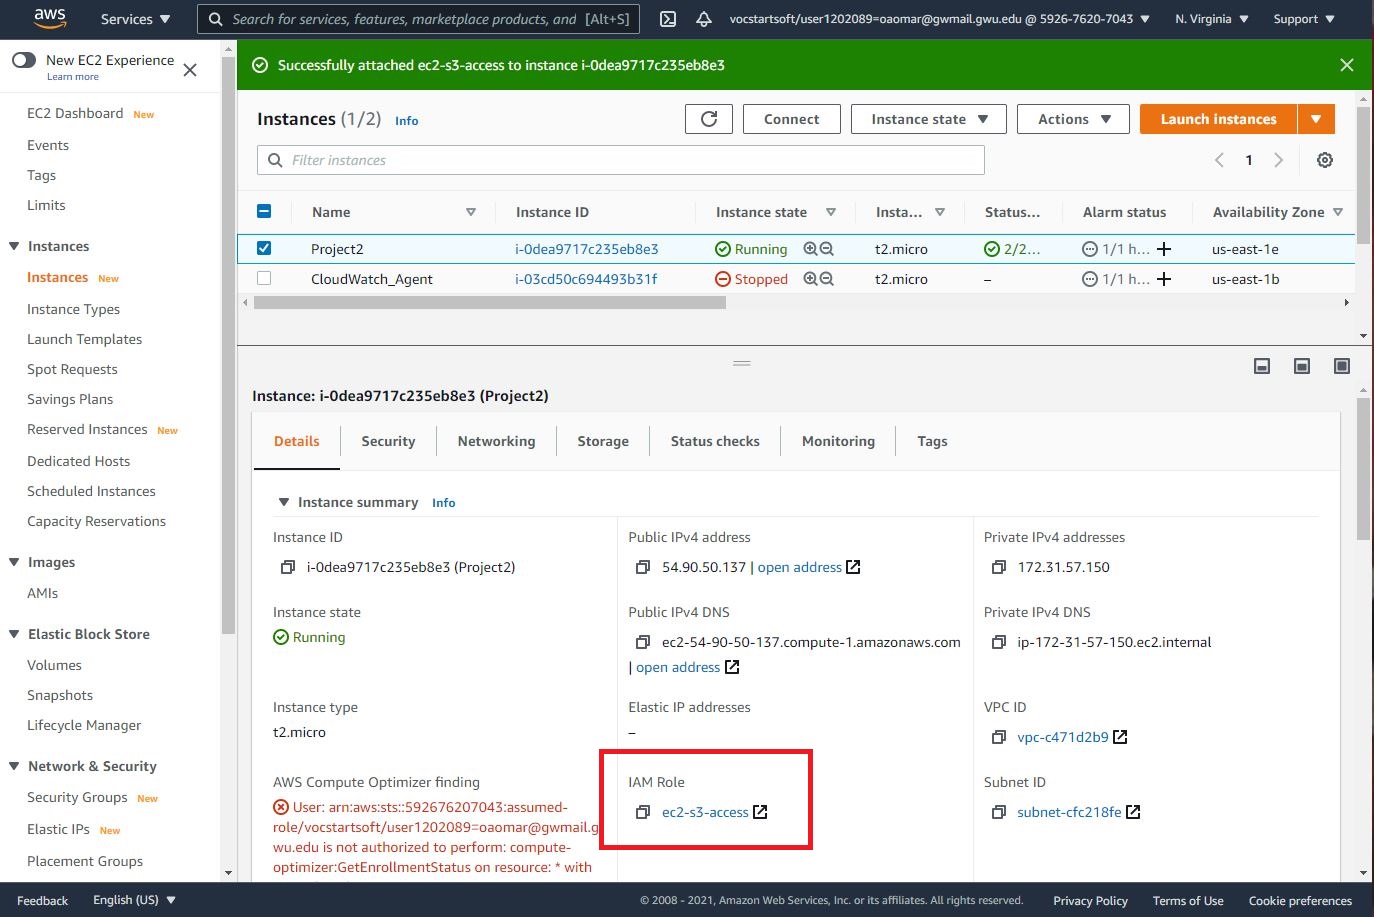 aws
Services
Search for services, features, marketplace products, and
[Alt+S]
vocstartsoft/user1202089=oaomar@gwmail.gwu.edu @ 5926-7620-7043
N. Virginia
Support
New EC2 Experience
Learn more
EC2 Dashboard New
Events
Tags
Limits
Instances
Instances New
Instance Types
Launch Templates
Spot Requests
Savings Plans
Reserved Instances New
Dedicated Hosts
Scheduled Instances
Capacity Reservations
Images
AMIs
Elastic Block Store
Volumes
Snapshots
Lifecycle Manager
Network & Security
Security Groups New
Elastic IPs New
Placement Groups
Successfully attached ec2-s3-access to instance i-0dea9717c235eb8e3
Instances (1/2) Info
Connect
Instance state
Actions
Launch instances
Filter instances
1
Name Instance ID Instance state Insta... Status... Alarm status Availability Zone
Project2 i-0dea9717c235eb8e3 Running t2.micro 2/2... 1/1 h... + us-east-1e
CloudWatch_Agent i-03cd50c694493b31f Stopped t2.micro – 1/1 h... + us-east-1b
Instance: i-0dea9717c235eb8e3 (Project2)
Details Security Networking Storage Status checks Monitoring Tags
Instance summary Info
Instance ID
i-0dea9717c235eb8e3 (Project2)
Public IPv4 address
54.90.50.137 | open address
Private IPv4 addresses
172.31.57.150
Instance state
Running
Public IPv4 DNS
ec2-54-90-50-137.compute-1.amazonaws.com
| open address
Private IPv4 DNS
ip-172-31-57-150.ec2.internal
Instance type
t2.micro
Elastic IP addresses
–
VPC ID
vpc-c471d2b9
AWS Compute Optimizer finding
User: arn:aws:sts::592676207043:assumed-
role/vocstartsoft/user1202089=oaomar@gwmail.g
wu.edu is not authorized to perform: compute-
optimizer:GetEnrollmentStatus on resource: * with
IAM Role
ec2-s3-access
Subnet ID
subnet-cfc218fe
Feedback
English (US)
© 2008 - 2021, Amazon Web Services, Inc. or its affiliates. All rights reserved.
Privacy Policy
Terms of Use
Cookie preferences